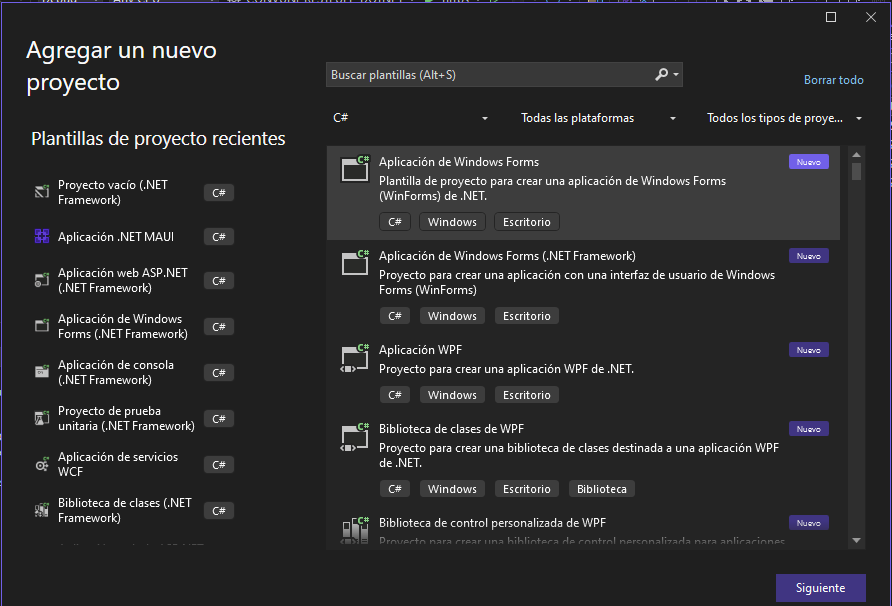 Agregar un nuevo
proyecto
Plantillas de proyecto recientes
Proyecto vacío (.NET
Framework)
C#
Aplicación .NET MAUI
C#
Aplicación web ASP.NET
(.NET Framework)
C#
Aplicación de Windows
Forms (.NET Framework)
C#
Aplicación de consola
(.NET Framework)
C#
Proyecto de prueba
unitaria (.NET Framework)
C#
Aplicación de servicios
WCF
C#
Biblioteca de clases (.NET
Framework)
C#
Buscar plantillas (Alt+S)
Borrar todo
C#
Todas las plataformas
Todos los tipos de proye...
Aplicación de Windows Forms
Nuevo
Plantilla de proyecto para crear una aplicación de Windows Forms
(WinForms) de .NET.
C# Windows Escritorio
Aplicación de Windows Forms (.NET Framework)
Nuevo
Proyecto para crear una aplicación con una interfaz de usuario de Windows
Forms (WinForms)
C# Windows Escritorio
Aplicación WPF
Nuevo
Proyecto para crear una aplicación WPF de .NET.
C# Windows Escritorio
Biblioteca de clases de WPF
Nuevo
Proyecto para crear una biblioteca de clases destinada a una aplicación WPF
de .NET.
C# Windows Escritorio Biblioteca
Biblioteca de control personalizada de WPF
Nuevo
Proyecto para crear una biblioteca de control personalizada para aplicaciones
Siguiente